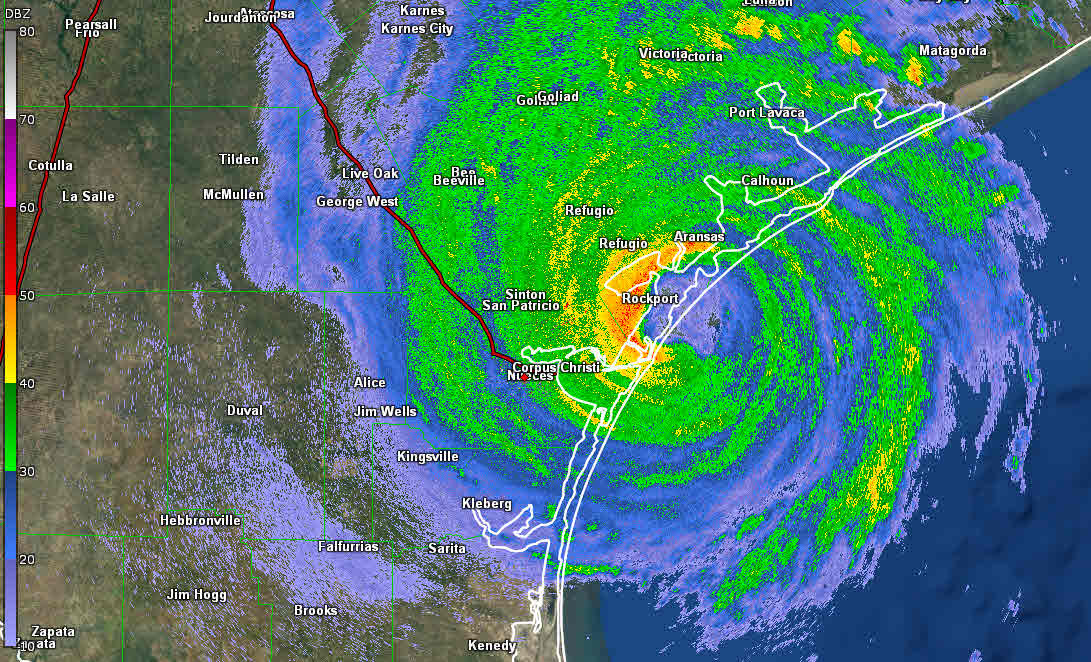 DBZ
80
70
60
50
40
30
20
10
Pearsall
Frio
Atascosa
Jourdanton
Karnes
Karnes City
Victoria
Victoria
Matagorda
Goliad
Goliad
Port Lavaca
Cotulla
La Salle
Tilden
McMullen
Live Oak
George West
Bee
Beeville
Calhoun
Refugio
Refugio
Aransas
Rockport
Sinton
San Patricio
Corpus Christi
Nueces
Alice
Jim Wells
Duval
Kingsville
Kleberg
Hebbronville
Falfurrias
Sarita
Jim Hogg
Brooks
Kenedy
Zapata
Zapata